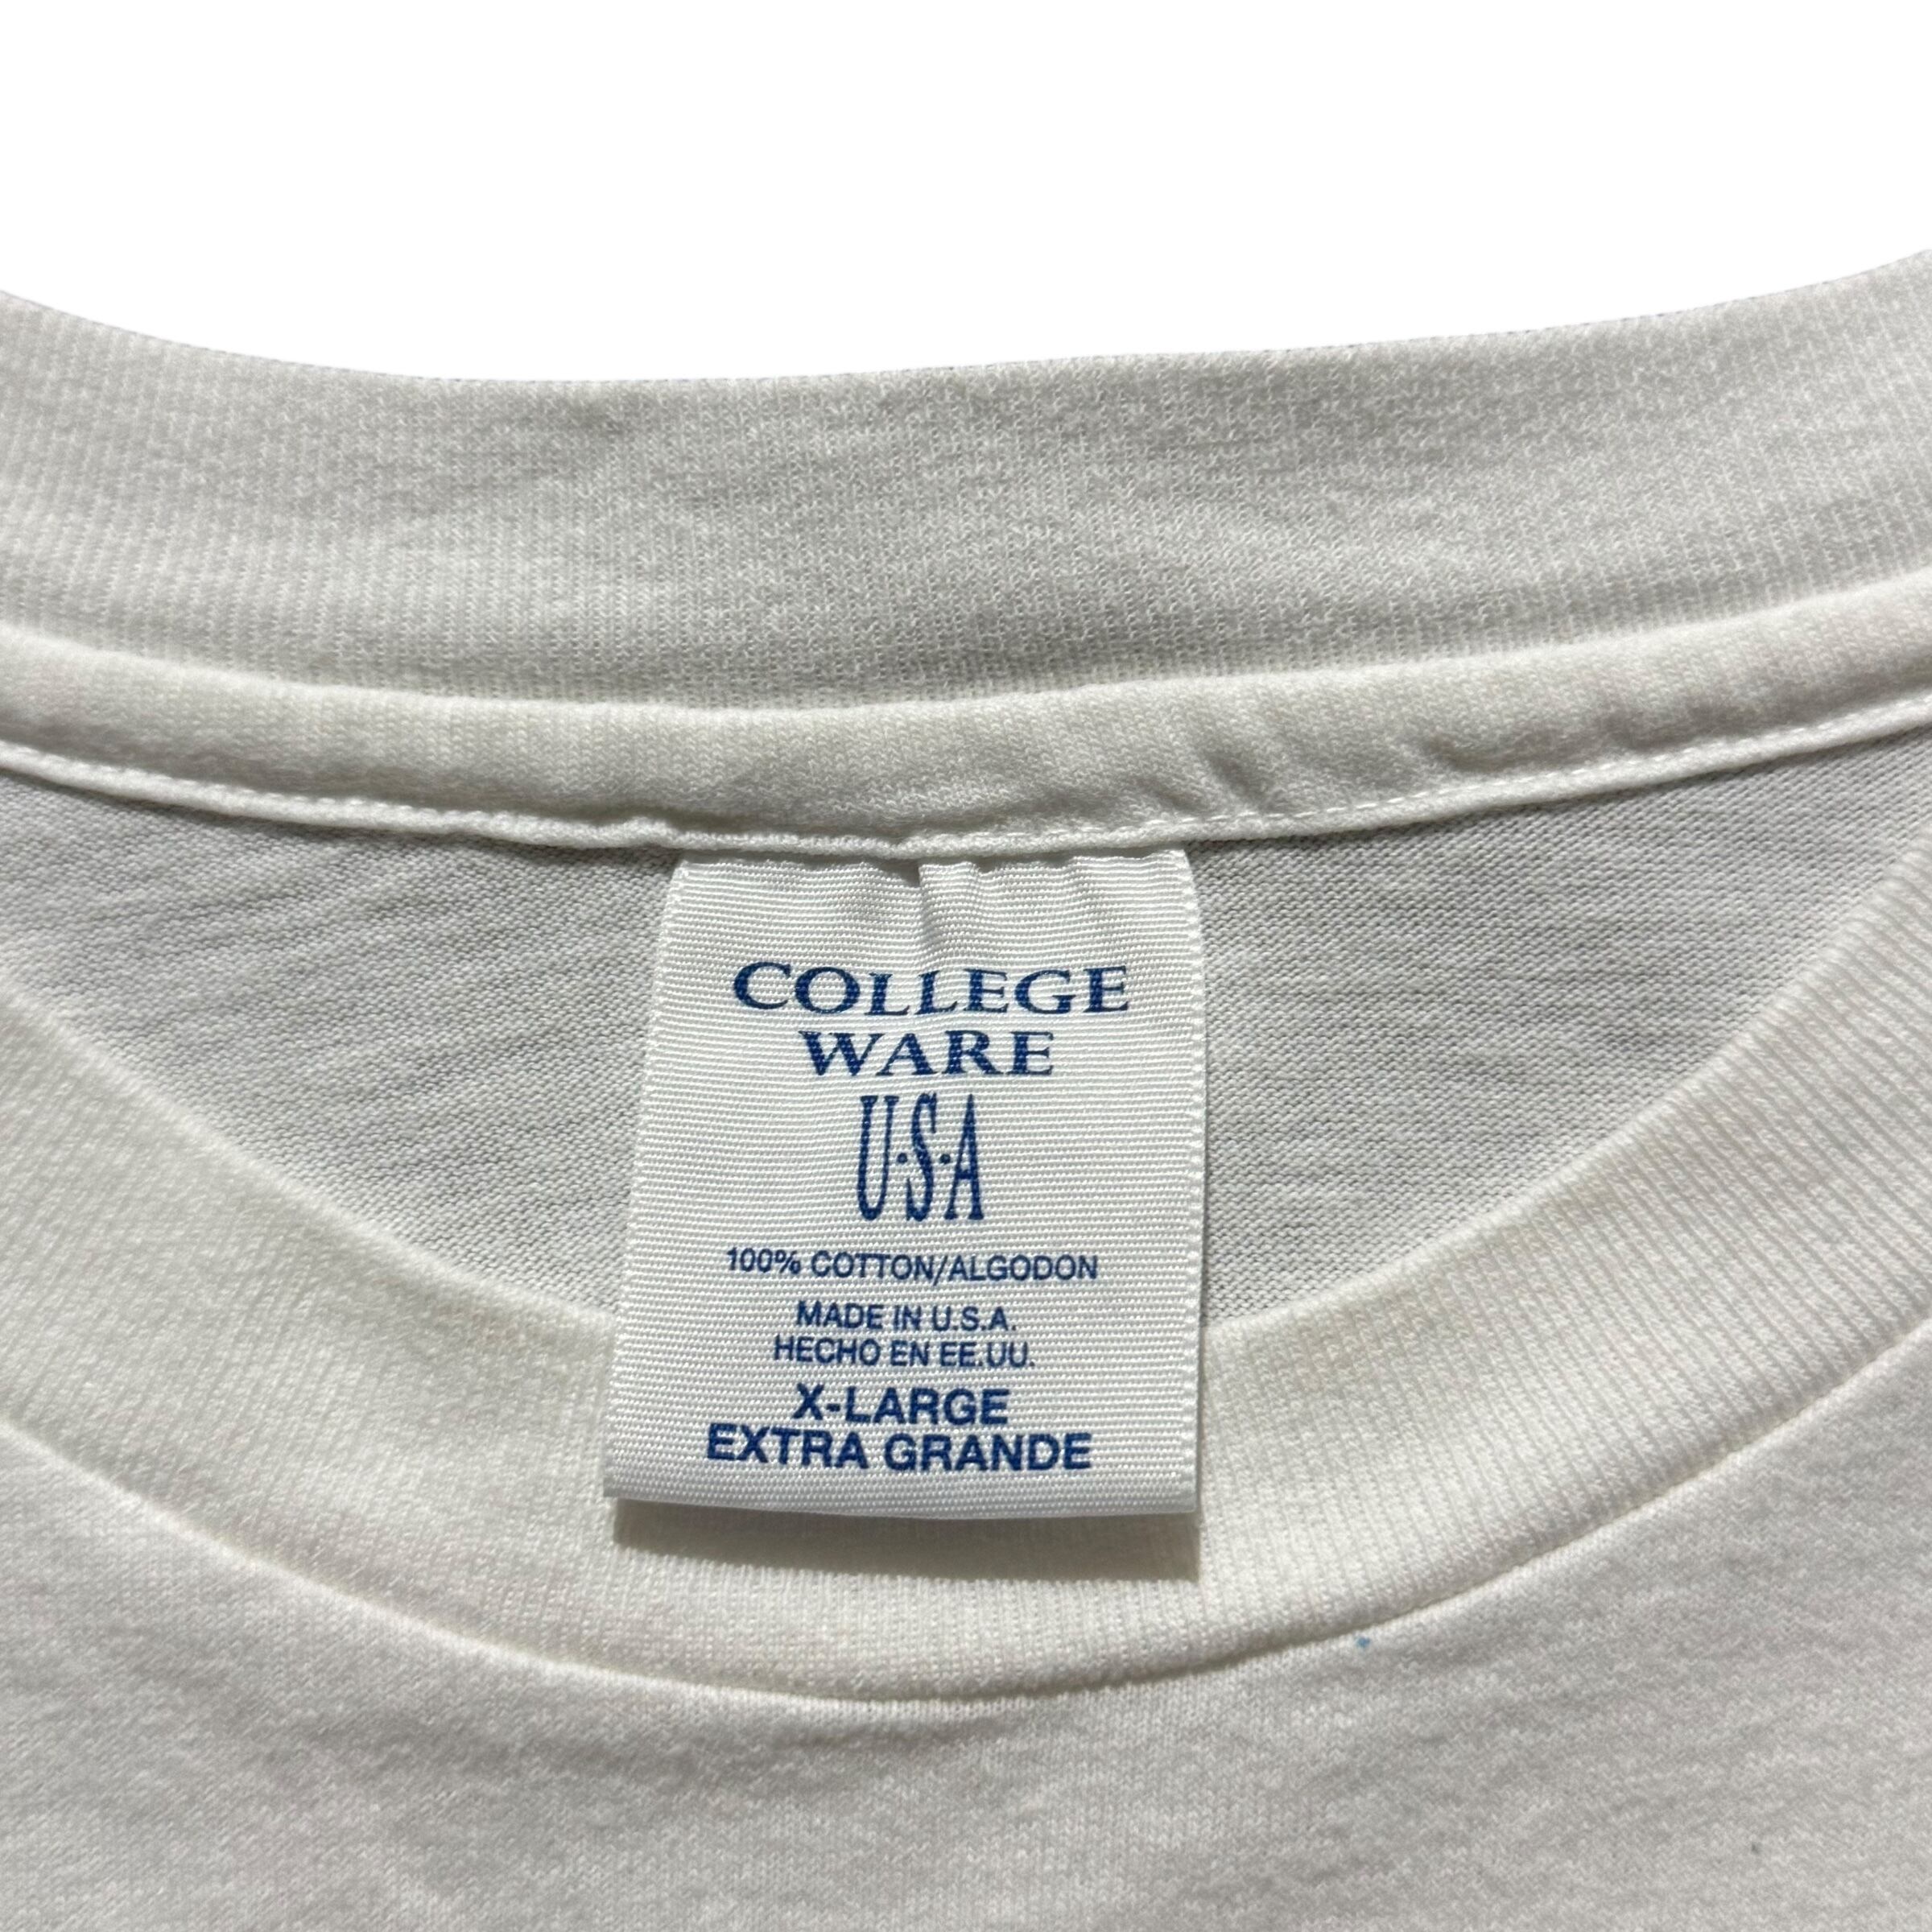 COLLEGE
WARE
U·S·A
100% COTTON/ALGODON
MADE IN U.S.A.
HECHO EN EE.UU.
X-LARGE
EXTRA GRANDE